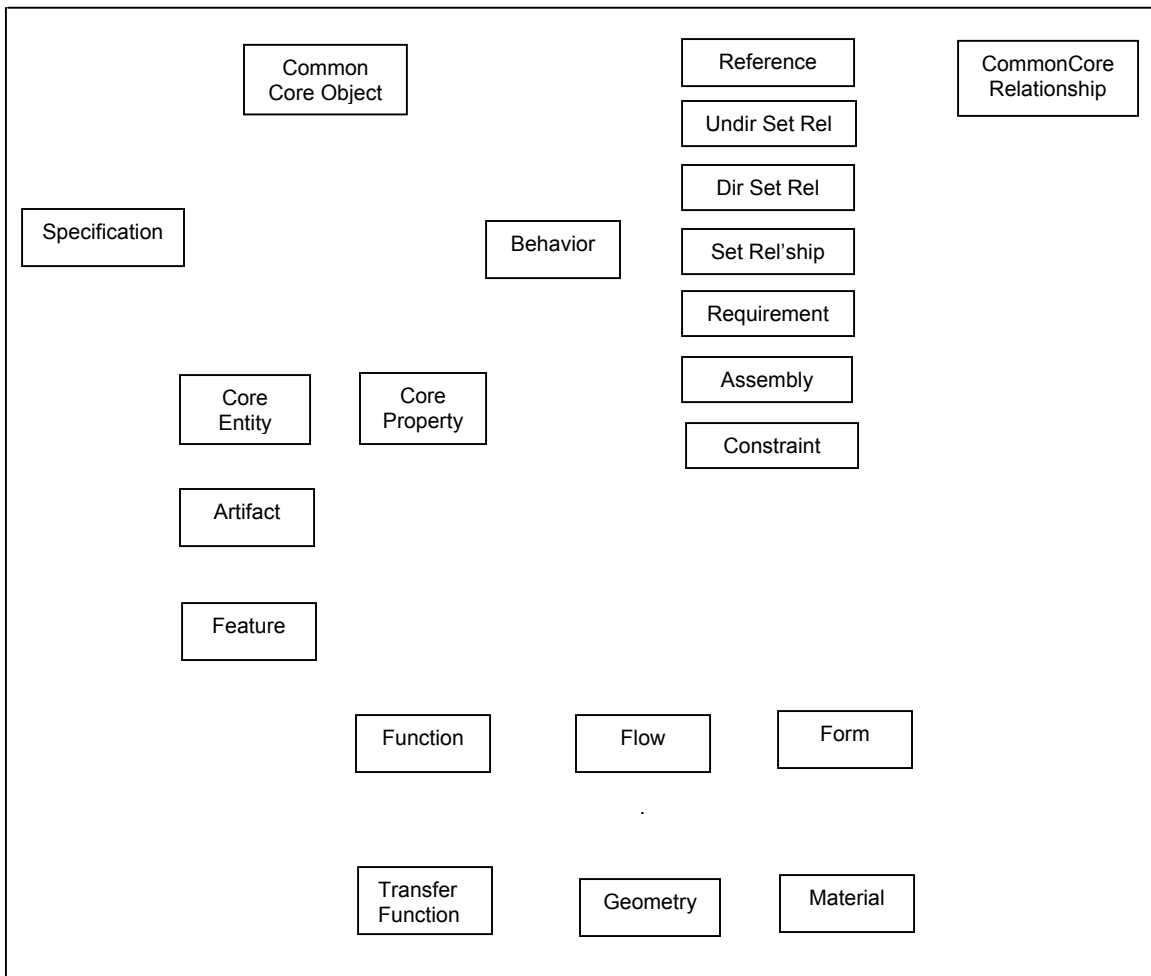 Common
Core Object
Reference
CommonCore
Relationship
Undir Set Rel
Dir Set Rel
Specification
Behavior
Set Rel'ship
Requirement
Assembly
Core
Entity
Core
Property
Constraint
Artifact
Feature
Function
Flow
Form
.
Transfer
Function
Geometry
Material